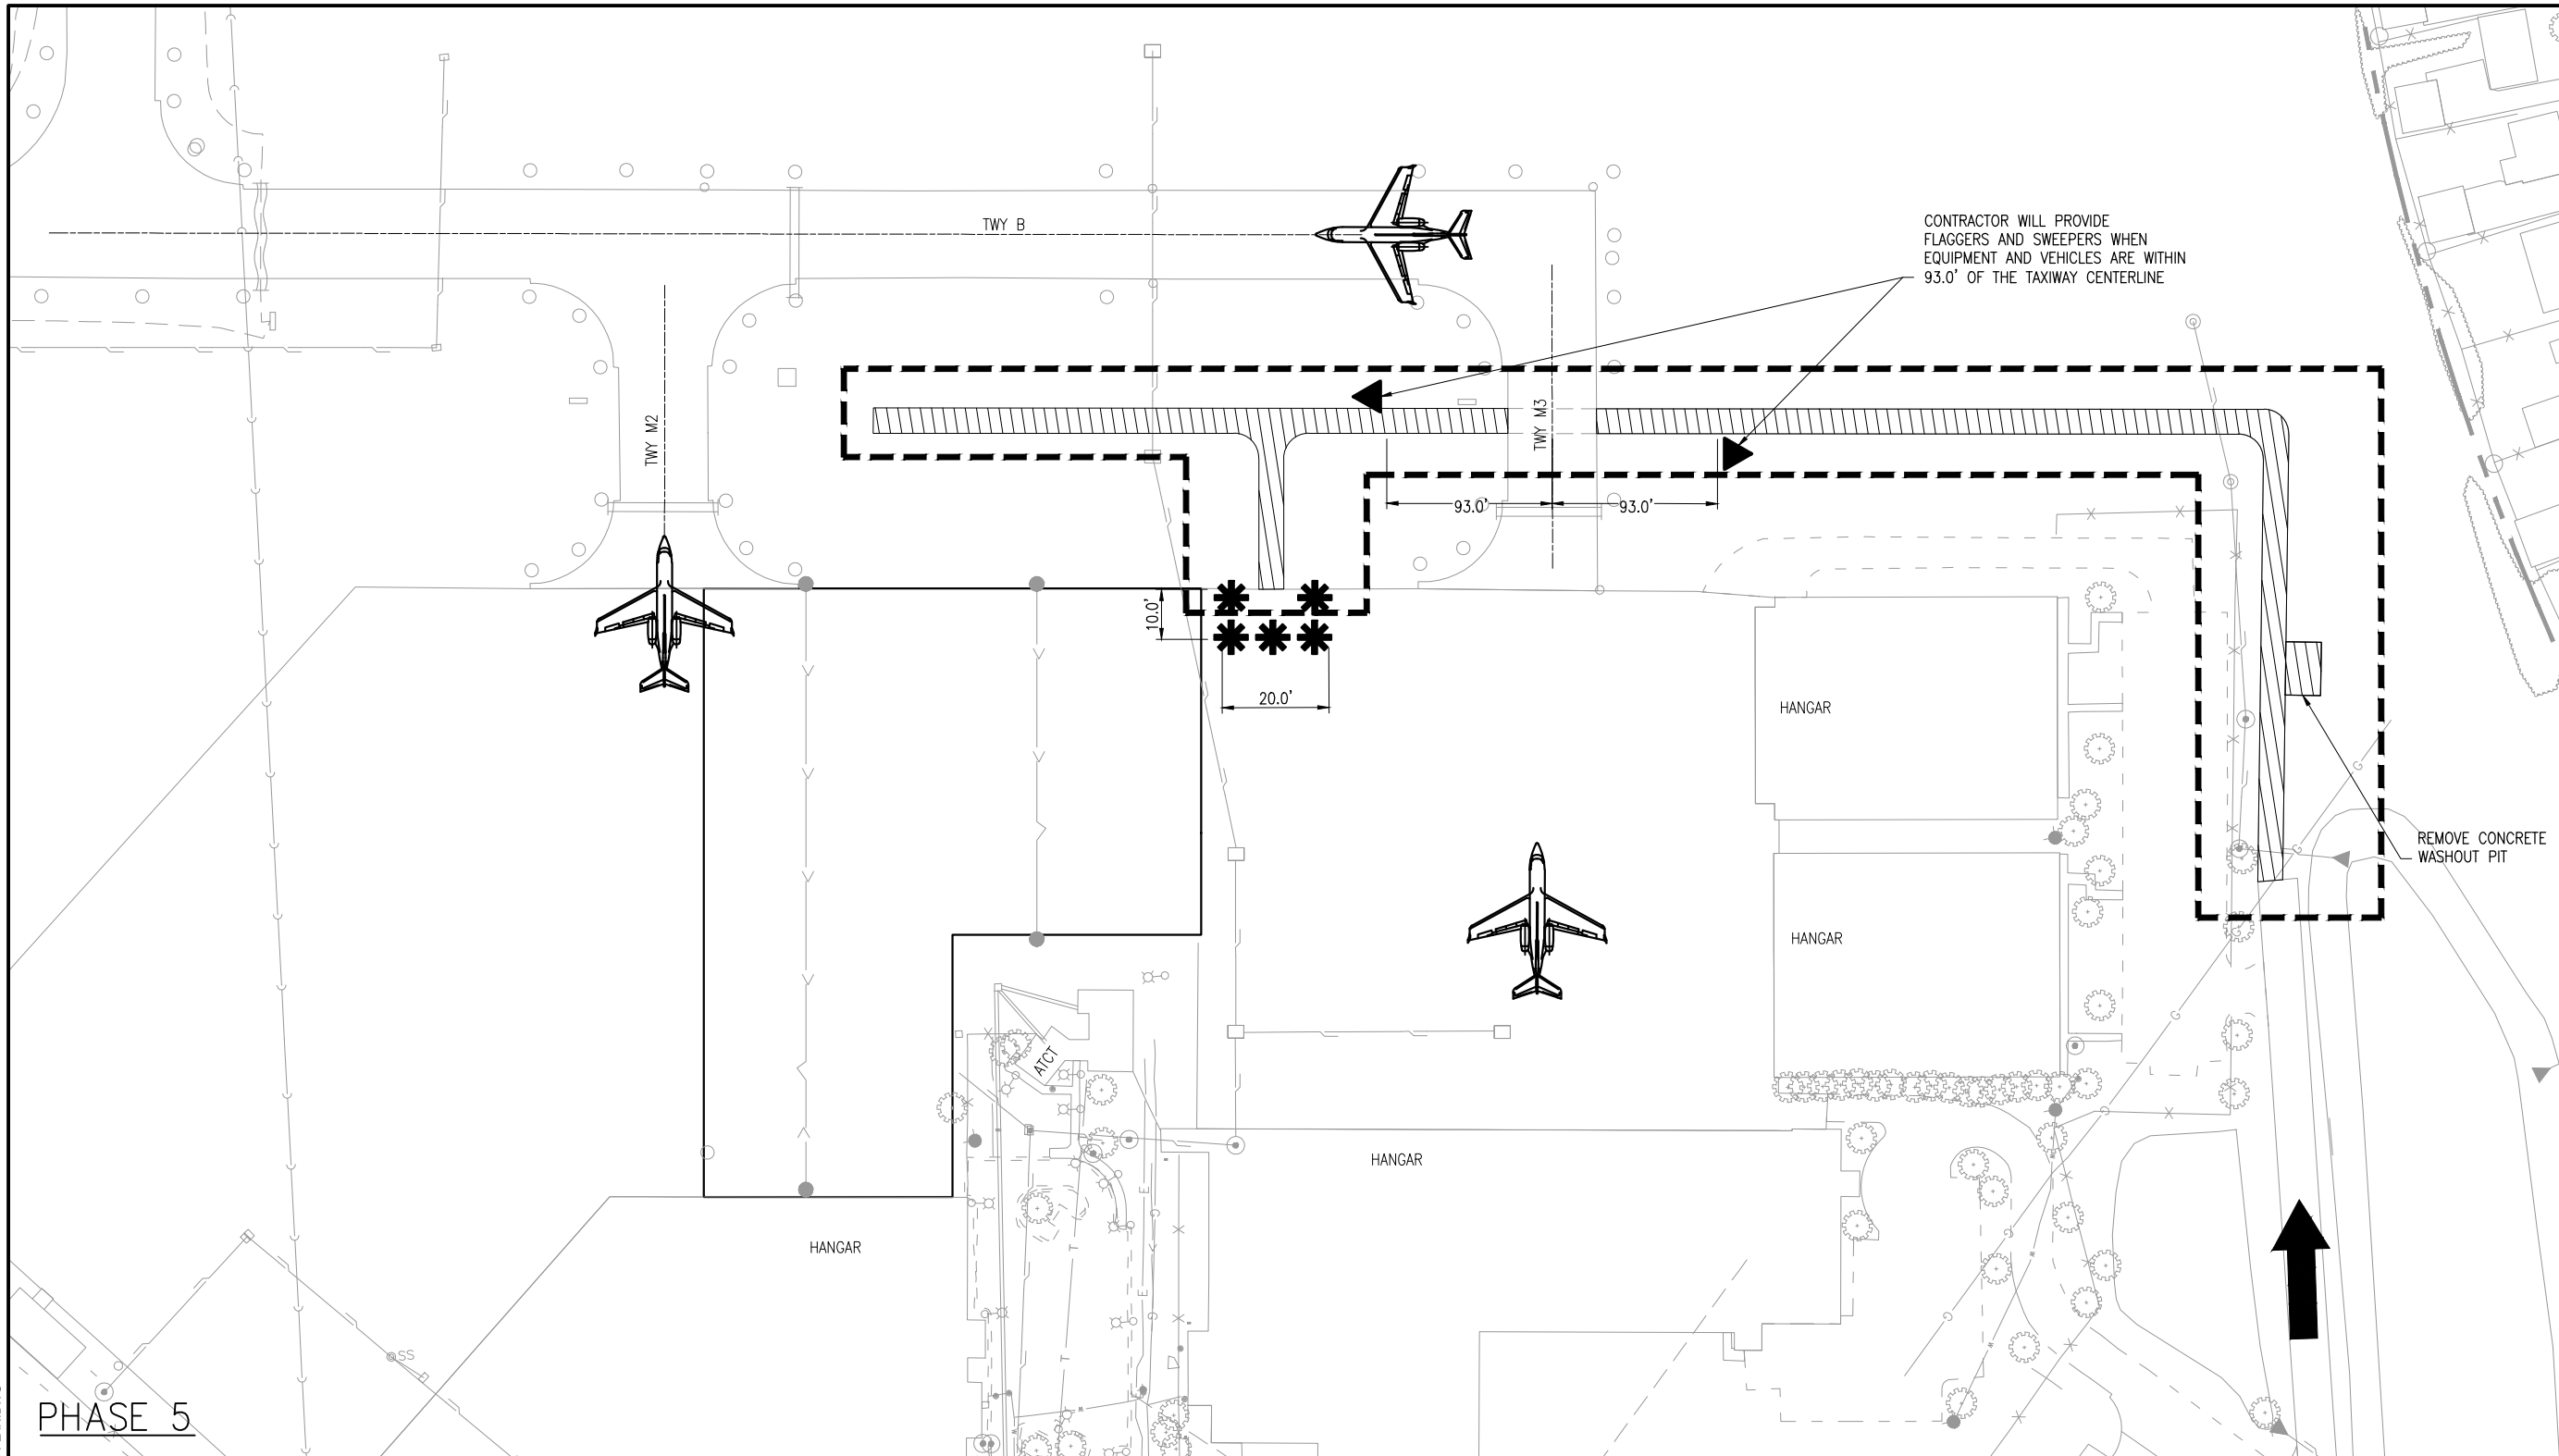 TWY B
CONTRACTOR WILL PROVIDE
FLAGGERS AND SWEEPERS WHEN
EQUIPMENT AND VEHICLES ARE WITHIN
93.0' OF THE TAXIWAY CENTERLINE
TWY M2
TWY M3
93.0'
93.0'
10.0'
20.0'
HANGAR
REMOVE CONCRETE
WASHOUT PIT
HANGAR
ATCT
HANGAR
HANGAR
SS
PHASE 5